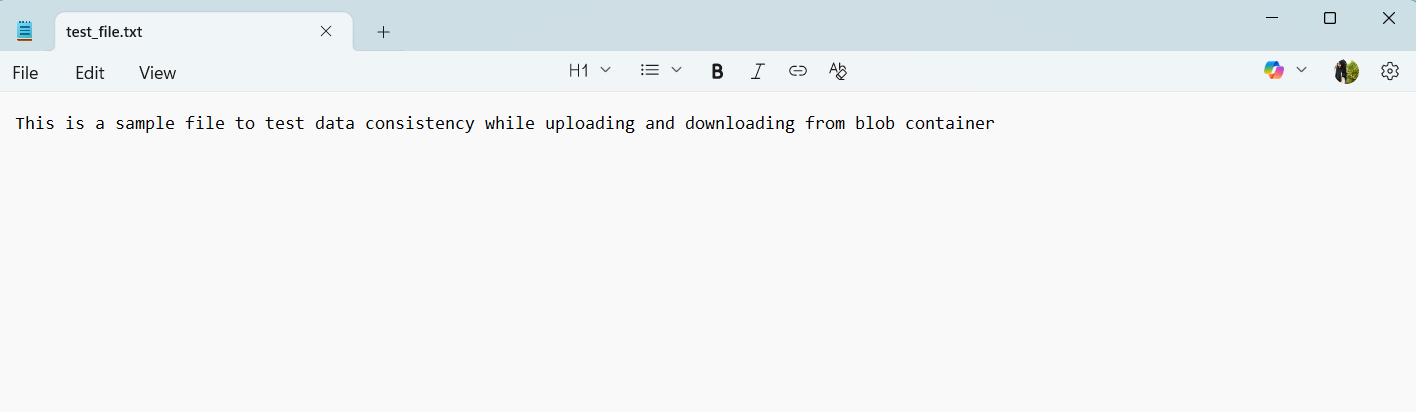 test_file.txt
File Edit View H1 B I Ab
This is a sample file to test data consistency while uploading and downloading from blob container